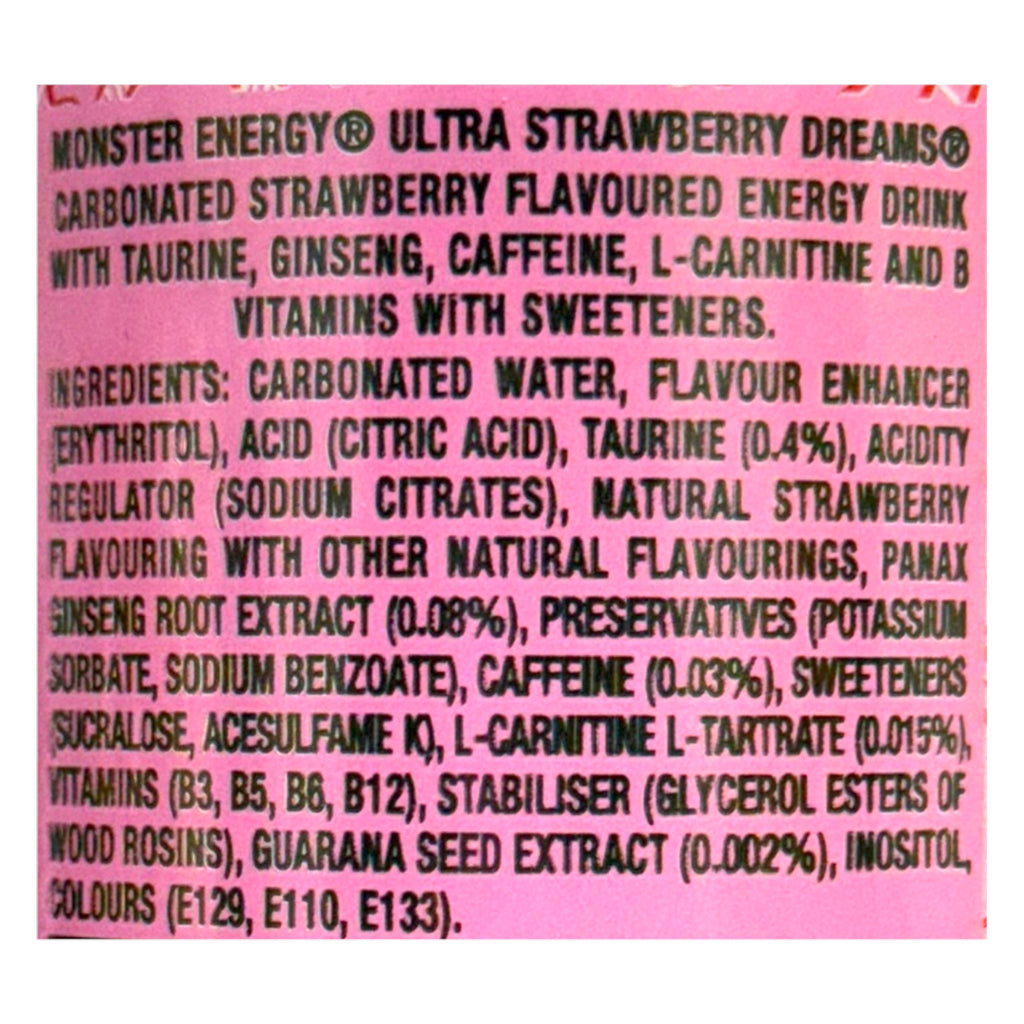 MONSTER ENERGY® ULTRA STRAWBERRY DREAMS®
CARBONATED STRAWBERRY FLAVOURED ENERGY DRINK
WITH TAURINE, GINSENG, CAFFEINE, L-CARNITINE AND B
VITAMINS WITH SWEETENERS.
INGREDIENTS: CARBONATED WATER, FLAVOUR ENHANCER
(ERYTHRITOL), ACID (CITRIC ACID), TAURINE (0.4%), ACIDITY
REGULATOR (SODIUM CITRATES), NATURAL STRAWBERRY
FLAVOURING WITH OTHER NATURAL FLAVOURINGS, PANAX
GINSENG ROOT EXTRACT (0.08%), PRESERVATIVES (POTASSIUM
SORBATE, SODIUM BENZOATE), CAFFEINE (0.03%), SWEETENERS
(SUCRALOSE, ACESULFAME K), L-CARNITINE L-TARTRATE (0.015%),
VITAMINS (B3, B5, B6, B12), STABILISER (GLYCEROL ESTERS OF
WOOD ROSINS), GUARANA SEED EXTRACT (0.002%), INOSITOL,
COLOURS (E129, E110, E133).